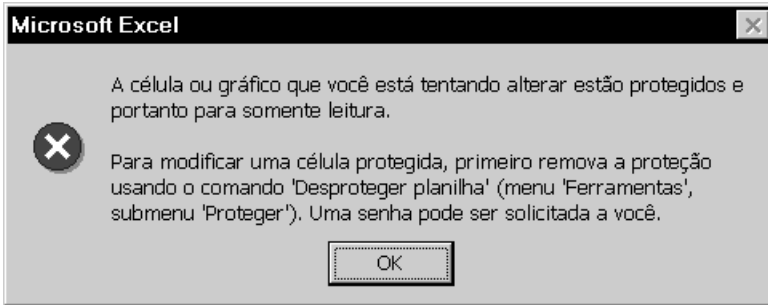 Microsoft Excel
A célula ou gráfico que você está tentando alterar estão protegidos e
portanto para somente leitura.
Para modificar uma célula protegida, primeiro remova a proteção
usando o comando 'Desproteger planilha' (menu 'Ferramentas',
submenu 'Proteger'). Uma senha pode ser solicitada a você.
OK